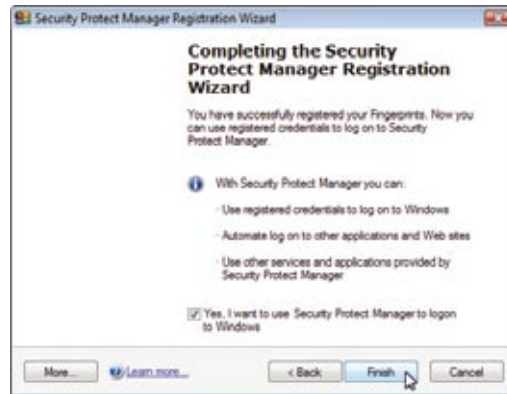 Security Protect Manager Registration Wizard
Completing the Security
Protect Manager Registration
Wizard
You have successfully registered your Fingerprints. Now you
can use registered credentials to log on to Security
Protect Manager.
With Security Protect Manager you can:
· Use registered credentials to log on to Windows
· Automate log on to other applications and Web sites
· Use other services and applications provided by
Security Protect Manager
Yes, I want to use Security Protect Manager to logon
to Windows
More... Learn more... < Back Finish Cancel